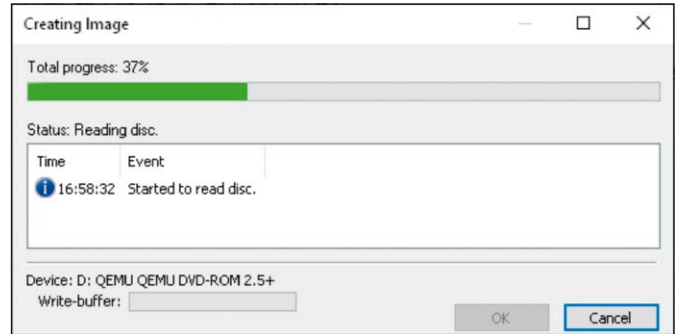 Creating Image
Total progress: 37%
Status: Reading disc.
Time Event
16:58:32 Started to read disc.
Device: D: QEMU QEMU DVD-ROM 2.5+
Write-buffer:
OK Cancel